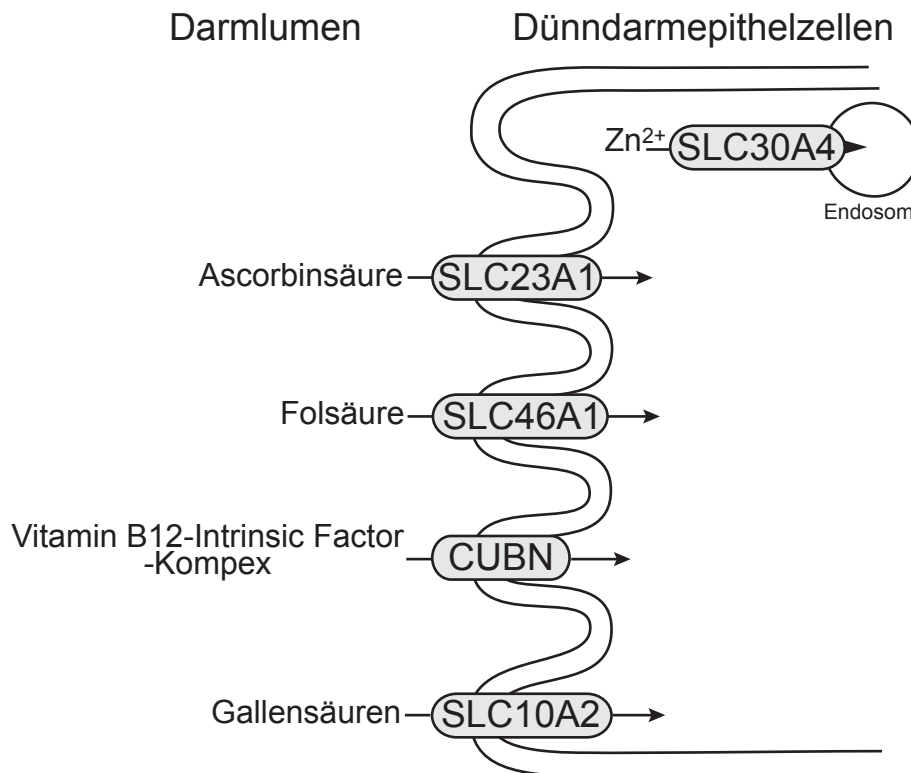 Darmlumen
Dünndarmepithelzellen
Zn2+
SLC30A4
Endosom
Ascorbinsäure
SLC23A1
Folsäure
SLC46A1
Vitamin B12-Intrinsic Factor
-Kompex
CUBN
Gallensäuren
SLC10A2